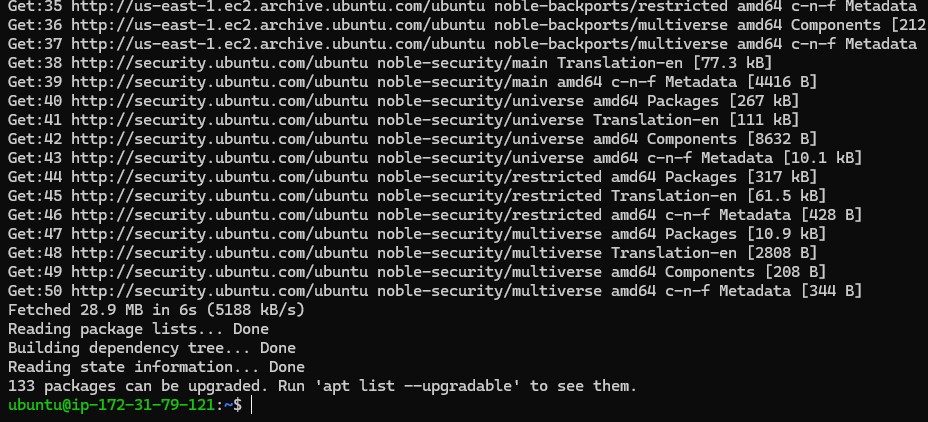 Get:35 http://us-east-1.ec2.archive.ubuntu.com/ubuntu noble-backports/restricted amd64 c-n-f Metadata
Get:36 http://us-east-1.ec2.archive.ubuntu.com/ubuntu noble-backports/multiverse amd64 Components [212
Get:37 http://us-east-1.ec2.archive.ubuntu.com/ubuntu noble-backports/multiverse amd64 c-n-f Metadata
Get:38 http://security.ubuntu.com/ubuntu noble-security/main Translation-en [77.3 kB]
Get:39 http://security.ubuntu.com/ubuntu noble-security/main amd64 c-n-f Metadata [4416 B]
Get:40 http://security.ubuntu.com/ubuntu noble-security/universe amd64 Packages [267 kB]
Get:41 http://security.ubuntu.com/ubuntu noble-security/universe Translation-en [111 kB]
Get:42 http://security.ubuntu.com/ubuntu noble-security/universe amd64 Components [8632 B]
Get:43 http://security.ubuntu.com/ubuntu noble-security/universe amd64 c-n-f Metadata [10.1 kB]
Get:44 http://security.ubuntu.com/ubuntu noble-security/restricted amd64 Packages [317 kB]
Get:45 http://security.ubuntu.com/ubuntu noble-security/restricted Translation-en [61.5 kB]
Get:46 http://security.ubuntu.com/ubuntu noble-security/restricted amd64 c-n-f Metadata [428 B]
Get:47 http://security.ubuntu.com/ubuntu noble-security/multiverse amd64 Packages [10.9 kB]
Get:48 http://security.ubuntu.com/ubuntu noble-security/multiverse Translation-en [2808 B]
Get:49 http://security.ubuntu.com/ubuntu noble-security/multiverse amd64 Components [208 B]
Get:50 http://security.ubuntu.com/ubuntu noble-security/multiverse amd64 c-n-f Metadata [344 B]
Fetched 28.9 MB in 6s (5188 kB/s)
Reading package lists... Done
Building dependency tree... Done
Reading state information... Done
133 packages can be upgraded. Run 'apt list --upgradable' to see them.
ubuntu@ip-172-31-79-121:~$